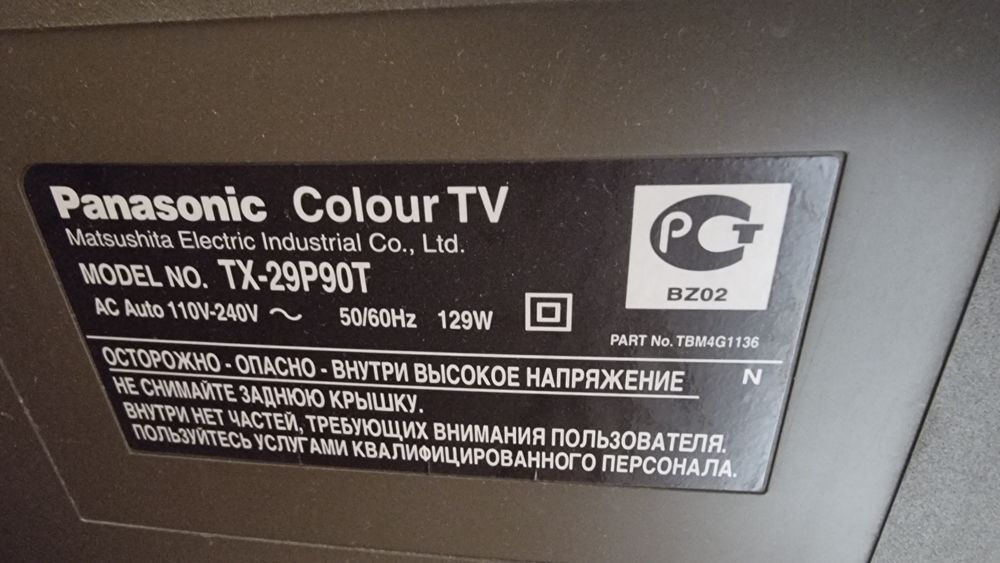 Panasonic Colour TV
Matsushita Electric Industrial Co., Ltd.
MODEL NO. TX-29P90T
AC Auto 110V-240V ~ 50/60Hz 129W
РСТ
BZ02
PART No. TBM4G1136
ОСТОРОЖНО - ОПАСНО - ВНУТРИ ВЫСОКОЕ НАПРЯЖЕНИЕ N
НЕ СНИМАЙТЕ ЗАДНЮЮ КРЫШКУ.
ВНУТРИ НЕТ ЧАСТЕЙ, ТРЕБУЮЩИХ ВНИМАНИЯ ПОЛЬЗОВАТЕЛЯ.
ПОЛЬЗУЙТЕСЬ УСЛУГАМИ КВАЛИФИЦИРОВАННОГО ПЕРСОНАЛА.